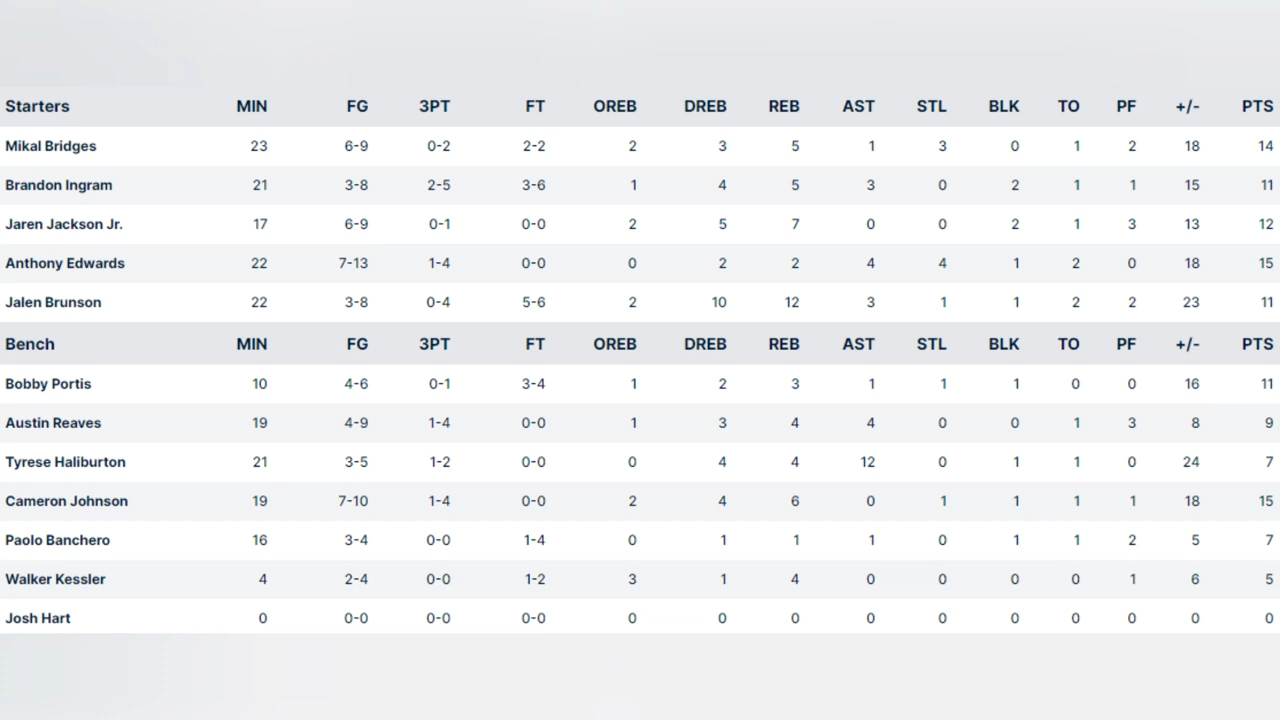 Starters MIN FG 3PT FT OREB DREB REB AST STL BLK TO PF +/- PTS
Mikal Bridges 23 6-9 0-2 2-2 2 3 5 1 3 0 1 2 18 14
Brandon Ingram 21 3-8 2-5 3-6 1 4 5 3 0 2 1 1 15 11
Jaren Jackson Jr. 17 6-9 0-1 0-0 2 5 7 0 0 2 1 3 13 12
Anthony Edwards 22 7-13 1-4 0-0 0 2 2 4 4 1 2 0 18 15
Jalen Brunson 22 3-8 0-4 5-6 2 10 12 3 1 1 2 2 23 11
Bench MIN FG 3PT FT OREB DREB REB AST STL BLK TO PF +/- PTS
Bobby Portis 10 4-6 0-1 3-4 1 2 3 1 1 1 0 0 16 11
Austin Reaves 19 4-9 1-4 0-0 1 3 4 4 0 0 1 3 8 9
Tyrese Haliburton 21 3-5 1-2 0-0 0 4 4 12 0 1 1 0 24 7
Cameron Johnson 19 7-10 1-4 0-0 2 4 6 0 1 1 1 1 18 15
Paolo Banchero 16 3-4 0-0 1-4 0 1 1 1 0 1 1 2 5 7
Walker Kessler 4 2-4 0-0 1-2 3 1 4 0 0 0 0 1 6 5
Josh Hart 0 0-0 0-0 0-0 0 0 0 0 0 0 0 0 0 0